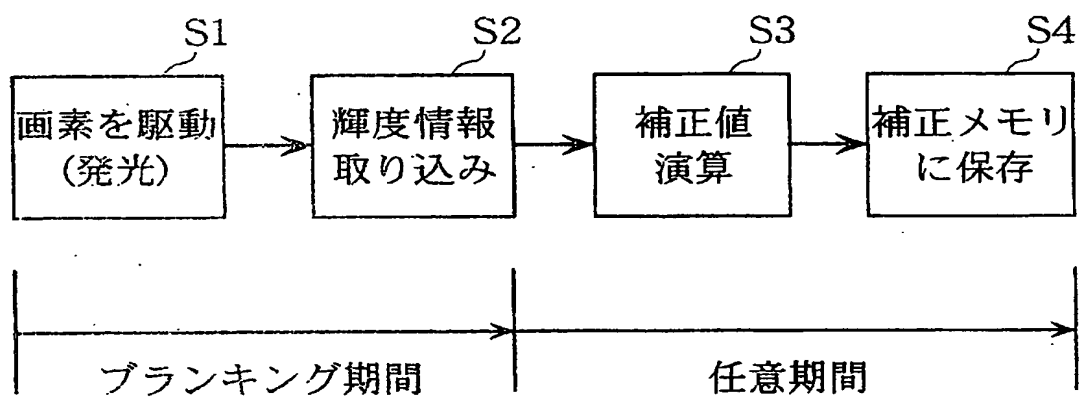 S1
S2
S3
S4
画素を駆動
(発光)
輝度情報
取り込み
補正値
演算
補正メモリ
に保存
ブランキング期間
任意期間